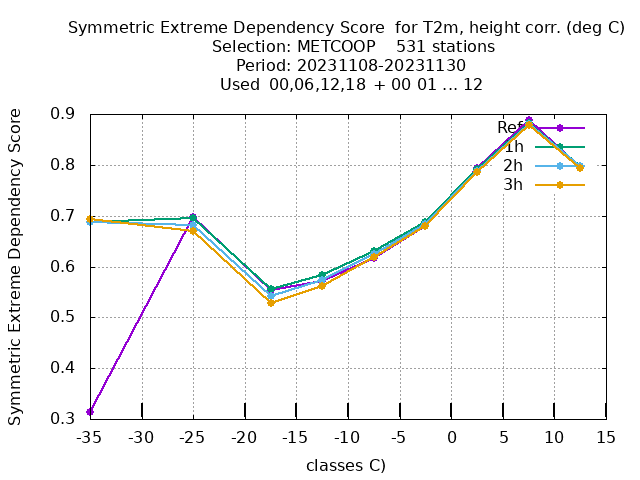 Symmetric Extreme Dependency Score  for T2m, height corr. (deg C)
Selection: METCOOP    531 stations
Period: 20231108-20231130
Used  00,06,12,18  + 00 01 ... 12
Symmetric Extreme Dependency Score
0.9
0.8
0.7
0.6
0.5
0.4
0.3
Ref
1h
2h
3h
-35 -30 -25 -20 -15 -10 -5 0 5 10 15
classes C)